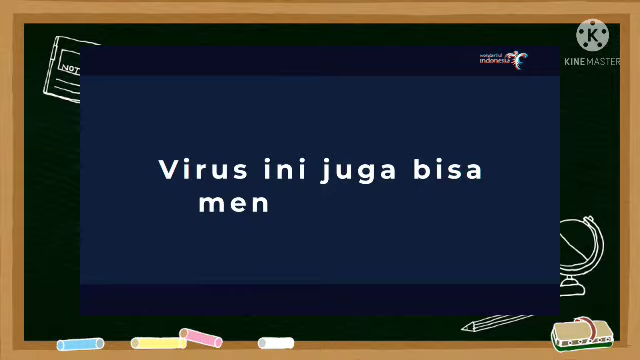 wonderful
indonesia
KINEMASTER
NOT
Virus ini juga bisa
men